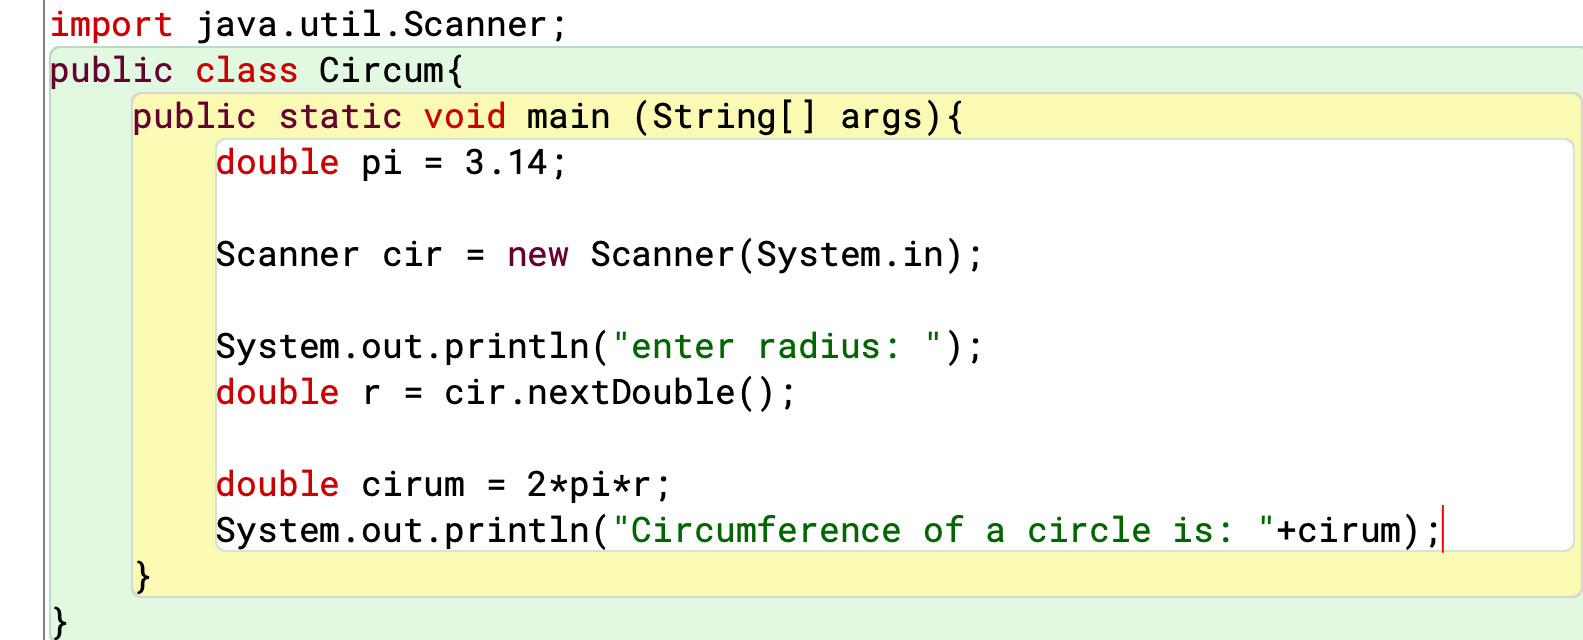 import java.util.Scanner;
public class Circum{
public static void main (String[] args){
double pi = 3.14;
Scanner cir = new Scanner(System.in);
System.out.println("enter radius: ");
double r = cir.nextDouble();
double cirum = 2*pi*r;
System.out.println("Circumference of a circle is: "+cirum);
}
}